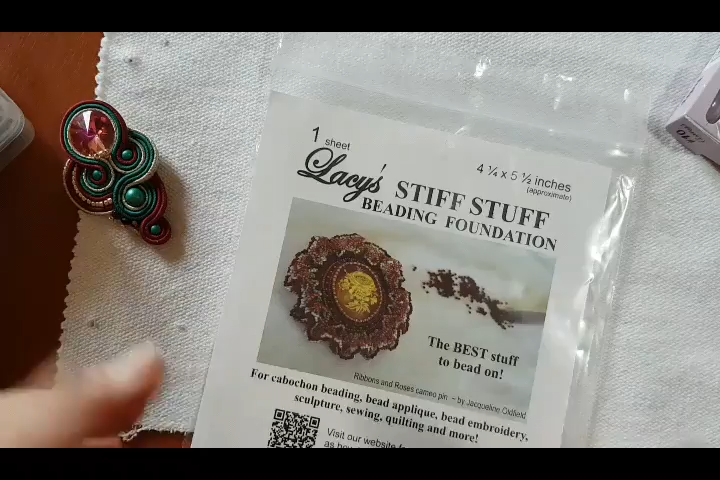 1 sheet
4 ¼ x 5 ½ inches
(approximate)
Lacy's STIFF STUFF
BEADING FOUNDATION
The BEST stuff
to bead on!
Ribbons and Roses cameo pin ~ by Jacqueline Oldfield
For cabochon beading, bead applique, bead embroidery,
sculpture, sewing, quilting and more!
Visit our website